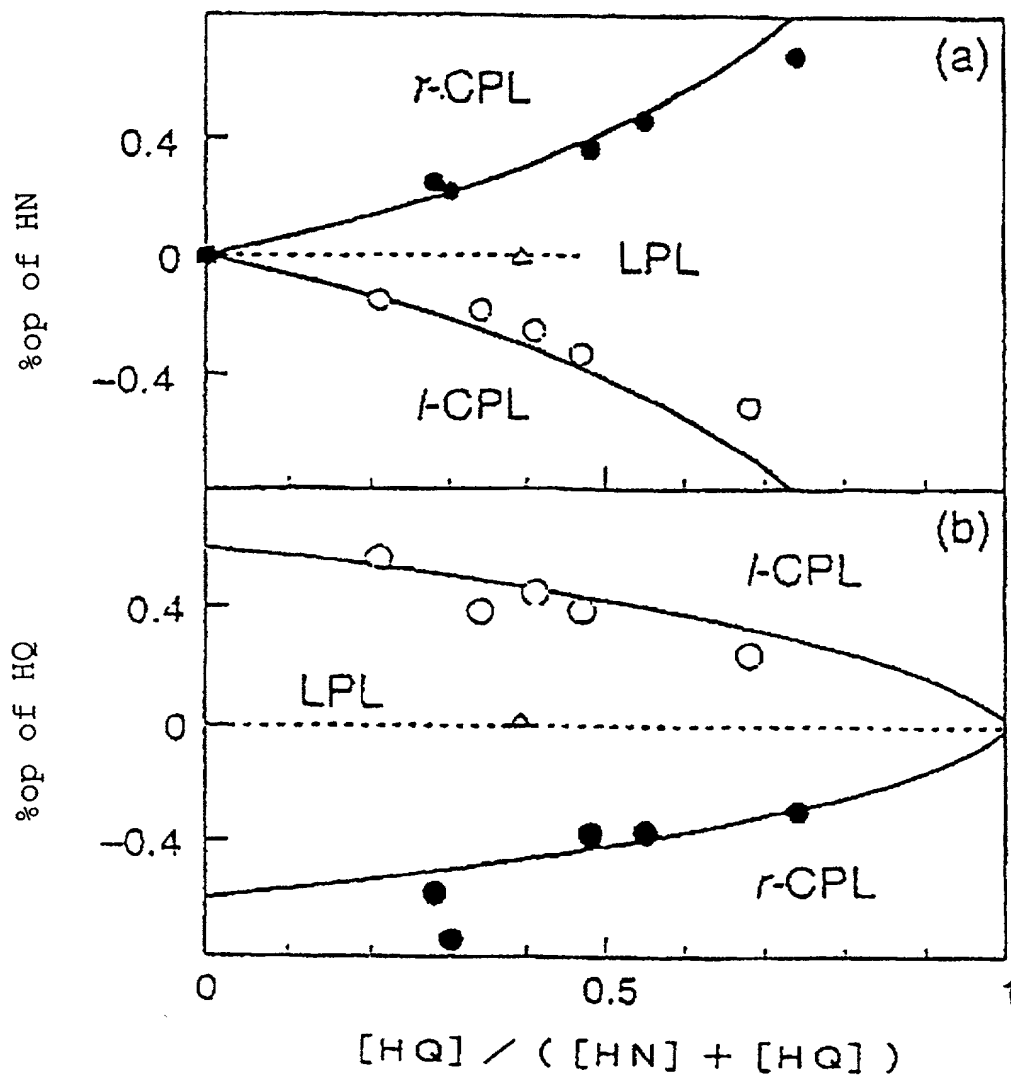 (a)
r-CPL
0.4
%op of HN
0
LPL
−0.4
l-CPL
(b)
l-CPL
0.4
%op of HQ
LPL
0
−0.4
r-CPL
0
0.5
1
[HQ] / ([HN] + [HQ])